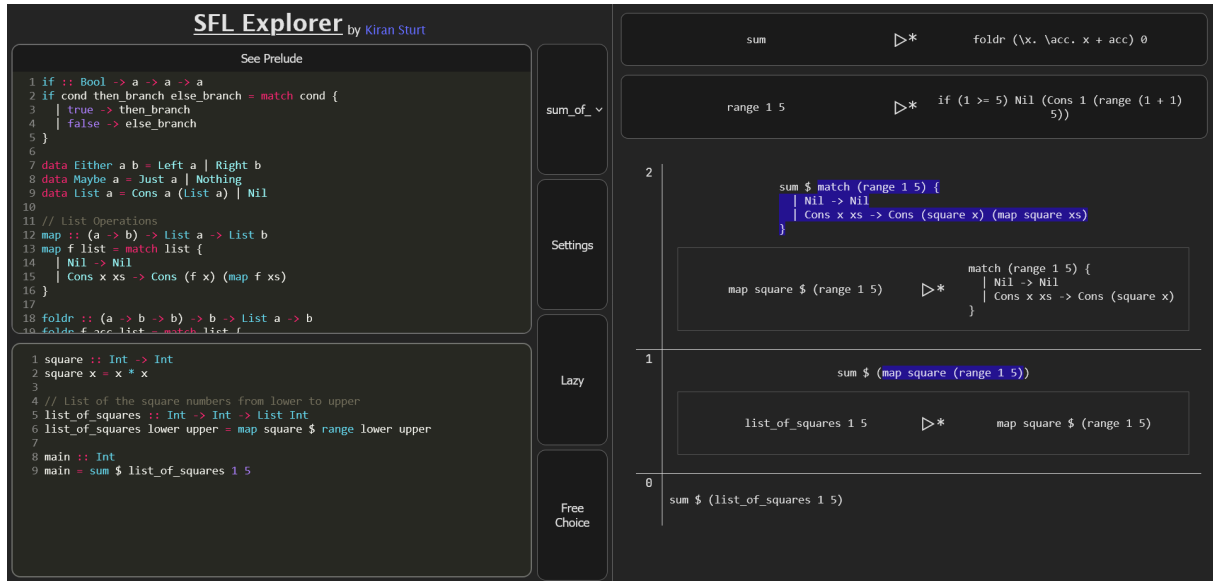 SFL Explorer by Kiran Sturt
See Prelude
1 if :: Bool -> a -> a -> a
2 if cond then_branch else_branch = match cond {
3   | true -> then_branch
4   | false -> else_branch
5 }
6
7 data Either a b = Left a | Right b
8 data Maybe a = Just a | Nothing
9 data List a = Cons a (List a) | Nil
10
11 // List Operations
12 map :: (a -> b) -> List a -> List b
13 map f list = match list {
14   | Nil -> Nil
15   | Cons x xs -> Cons (f x) (map f xs)
16 }
17
18 foldr :: (a -> b -> b) -> b -> List a -> b
19 foldr f acc list = match list {
1 square :: Int -> Int
2 square x = x * x
3
4 // List of the square numbers from lower to upper
5 list_of_squares :: Int -> Int -> List Int
6 list_of_squares lower upper = map square $ range lower upper
7
8 main :: Int
9 main = sum $ list_of_squares 1 5
sum_of_
Settings
Lazy
Free
Choice
sum ▷* foldr (\x. \acc. x + acc) 0
range 1 5 ▷* if (1 >= 5) Nil (Cons 1 (range (1 + 1)
5))
2
sum $ match (range 1 5) {
  | Nil -> Nil
  | Cons x xs -> Cons (square x) (map square xs)
}
map square $ (range 1 5) ▷* match (range 1 5) {
  | Nil -> Nil
  | Cons x xs -> Cons (square x)
}
1
sum $ (map square (range 1 5))
list_of_squares 1 5 ▷* map square $ (range 1 5)
0
sum $ (list_of_squares 1 5)